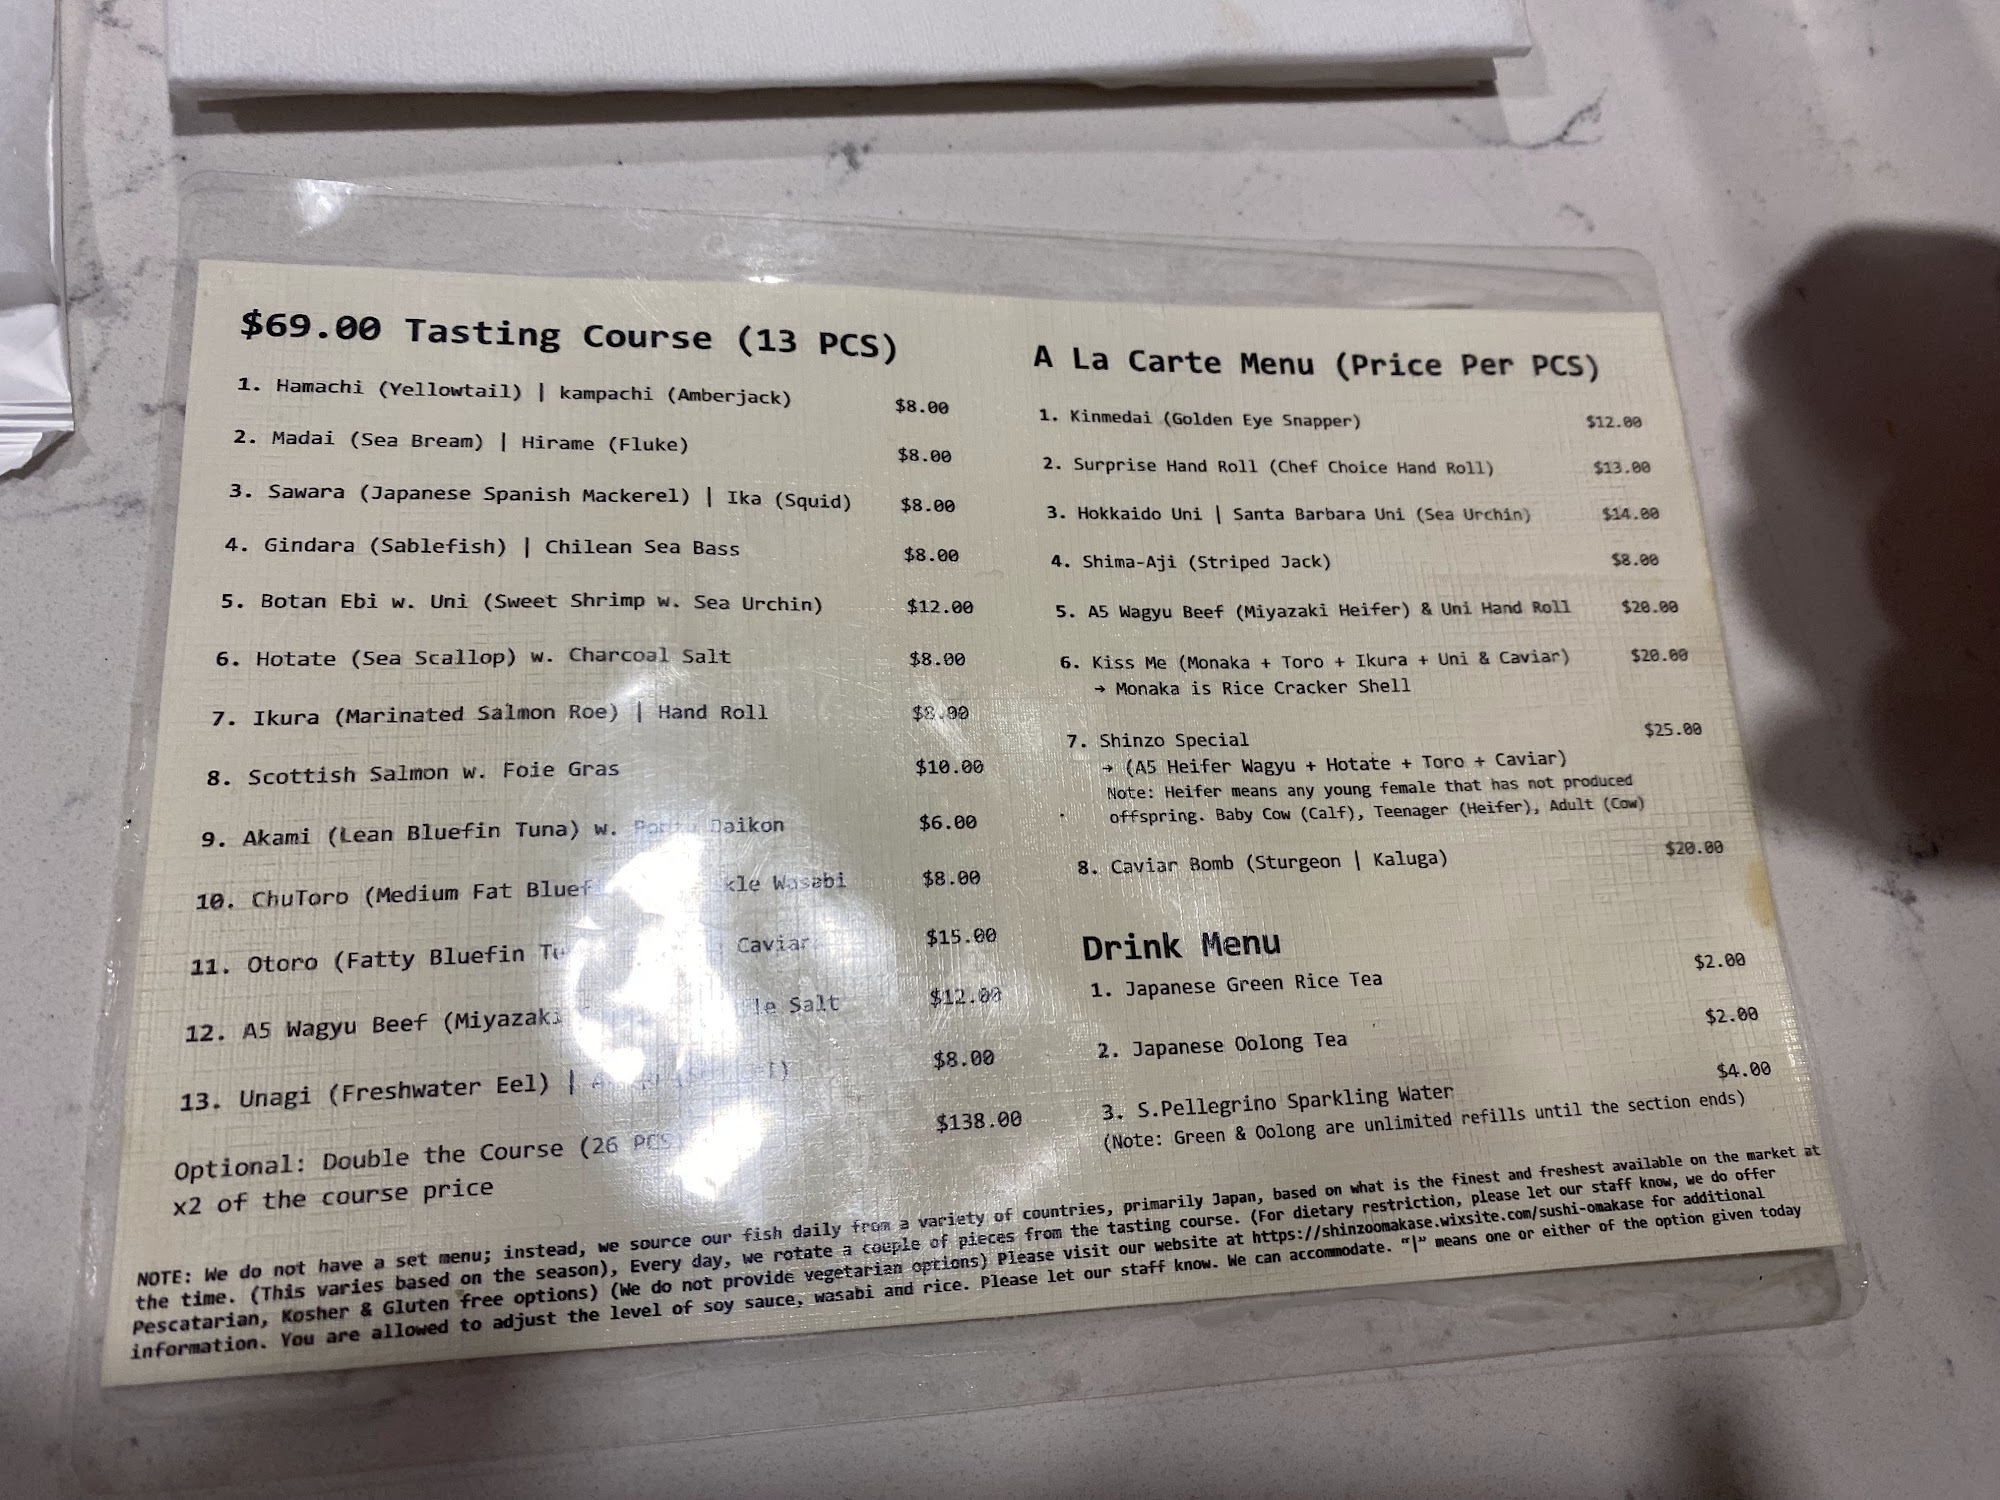 $69.00 Tasting Course (13 PCS)
1. Hamachi (Yellowtail) | kampachi (Amberjack) $8.00
2. Madai (Sea Bream) | Hirame (Fluke) $8.00
3. Sawara (Japanese Spanish Mackerel) | Ika (Squid) $8.00
4. Gindara (Sablefish) | Chilean Sea Bass $8.00
5. Botan Ebi w. Uni (Sweet Shrimp w. Sea Urchin) $12.00
6. Hotate (Sea Scallop) w. Charcoal Salt $8.00
7. Ikura (Marinated Salmon Roe) | Hand Roll $8.00
8. Scottish Salmon w. Foie Gras $10.00
9. Akami (Lean Bluefin Tuna) w. Daikon $6.00
10. ChuToro (Medium Fat Wasabi $8.00
11. Otoro (Fatty Bluefin Caviar $15.00
12. A5 Wagyu Beef (Miyazaki Salt $12.00
13. Unagi (Freshwater Eel) | $8.00
Optional: Double the Course (26 PCS $138.00
x2 of the course price
A La Carte Menu (Price Per PCS)
1. Kinmedai (Golden Eye Snapper) $12.00
2. Surprise Hand Roll (Chef Choice Hand Roll) $13.00
3. Hokkaido Uni | Santa Barbara Uni (Sea Urchin) $14.00
4. Shima-Aji (Striped Jack) $8.00
5. A5 Wagyu Beef (Miyazaki Heifer) & Uni Hand Roll $20.00
6. Kiss Me (Monaka + Toro + Ikura + Uni & Caviar) $20.00
→ Monaka is Rice Cracker Shell
7. Shinzo Special $25.00
→ (A5 Heifer Wagyu + Hotate + Toro + Caviar)
Note: Heifer means any young female that has not produced
offspring. Baby Cow (Calf), Teenager (Heifer), Adult (Cow)
8. Caviar Bomb (Sturgeon | Kaluga) $20.00
Drink Menu
1. Japanese Green Rice Tea $2.00
2. Japanese Oolong Tea $2.00
3. S.Pellegrino Sparkling Water $4.00
(Note: Green & Oolong are unlimited refills until the section ends)
NOTE: We do not have a set menu; instead, we source our fish daily from a variety of countries, primarily Japan, based on what is the finest and freshest available on the market at
the time. (This varies based on the season), Every day, we rotate a couple of pieces from the tasting course. (For dietary restriction, please let our staff know, we do offer
Pescatarian, Kosher & Gluten free options) (We do not provide vegetarian options) Please visit our website at https://shinzoomakase.wixsite.com/sushi-omakase for additional
information. You are allowed to adjust the level of soy sauce, wasabi and rice. Please let our staff know. We can accommodate. “|” means one or either of the option given today